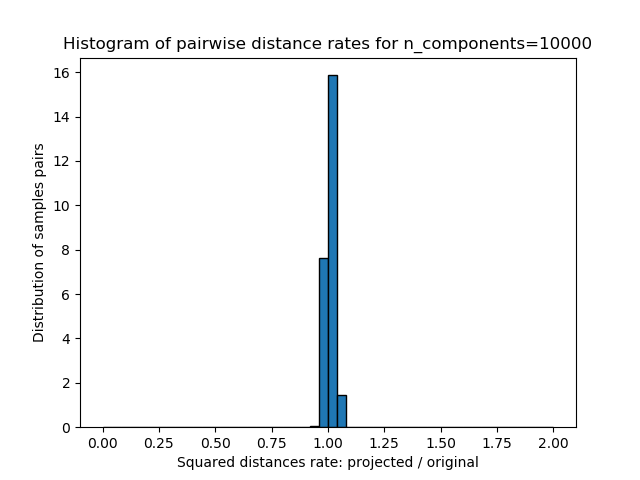 Histogram of pairwise distance rates for n_components=10000
Distribution of samples pairs
16
14
12
10
8
6
4
2
0
0.00 0.25 0.50 0.75 1.00 1.25 1.50 1.75 2.00
Squared distances rate: projected / original